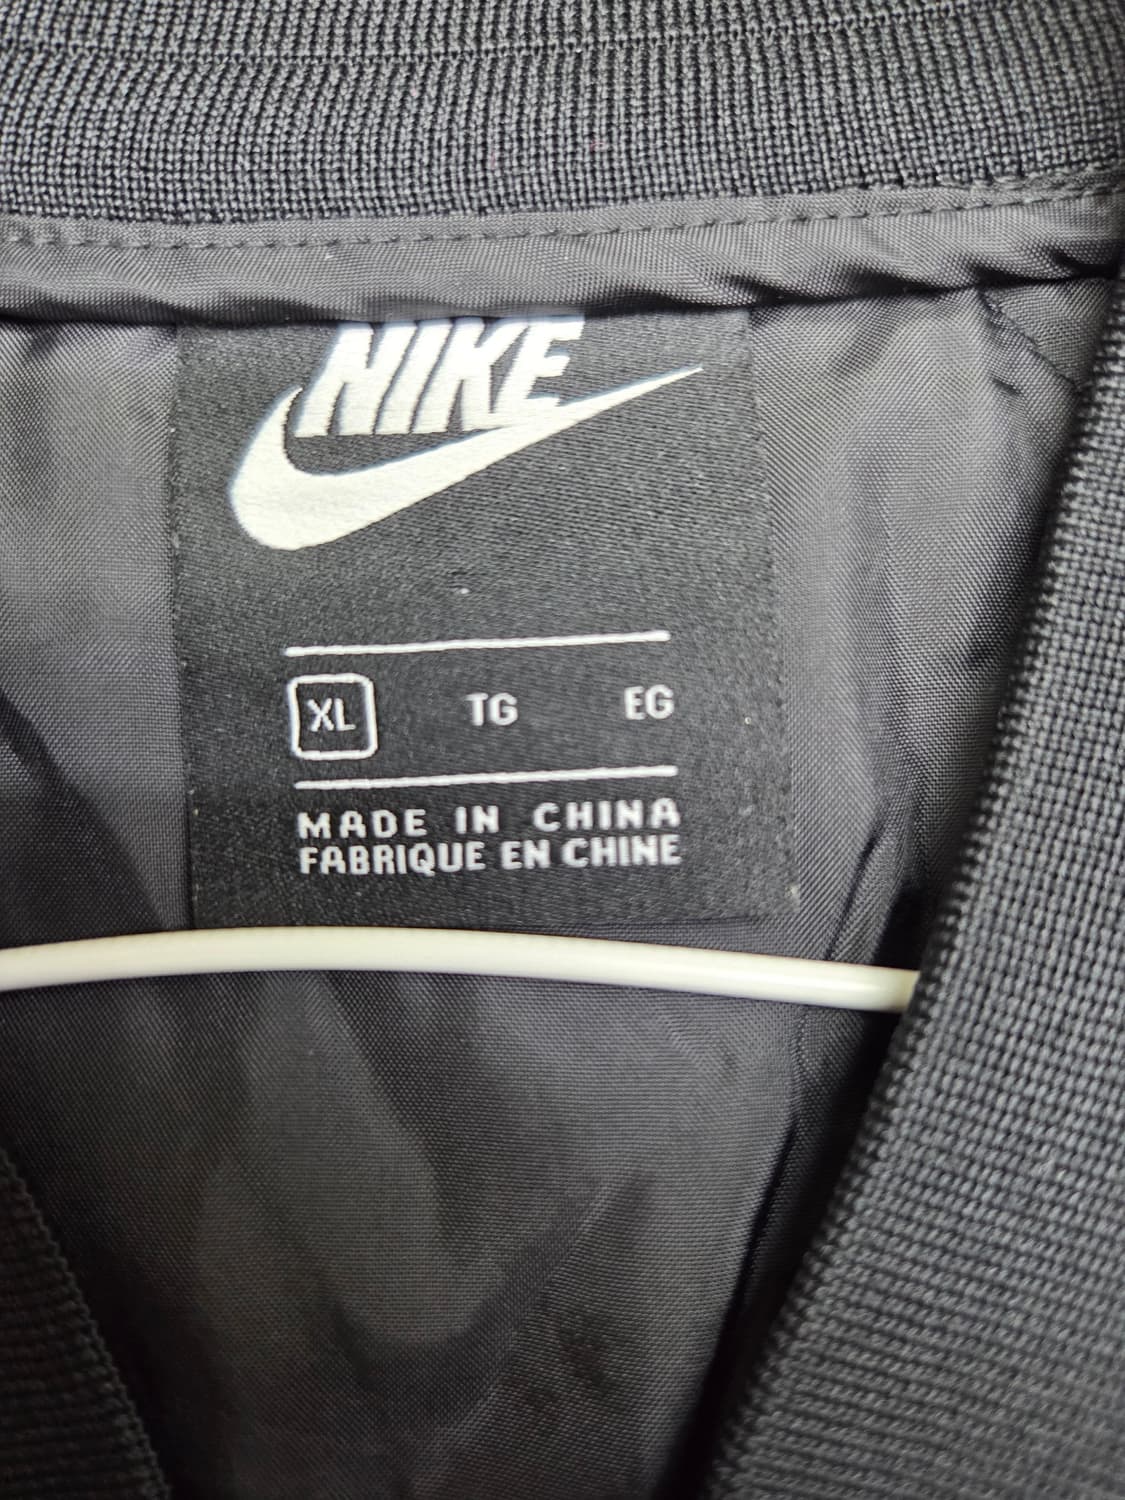 NIKE
XL TG EG
MADE IN CHINA
FABRIQUE EN CHINE